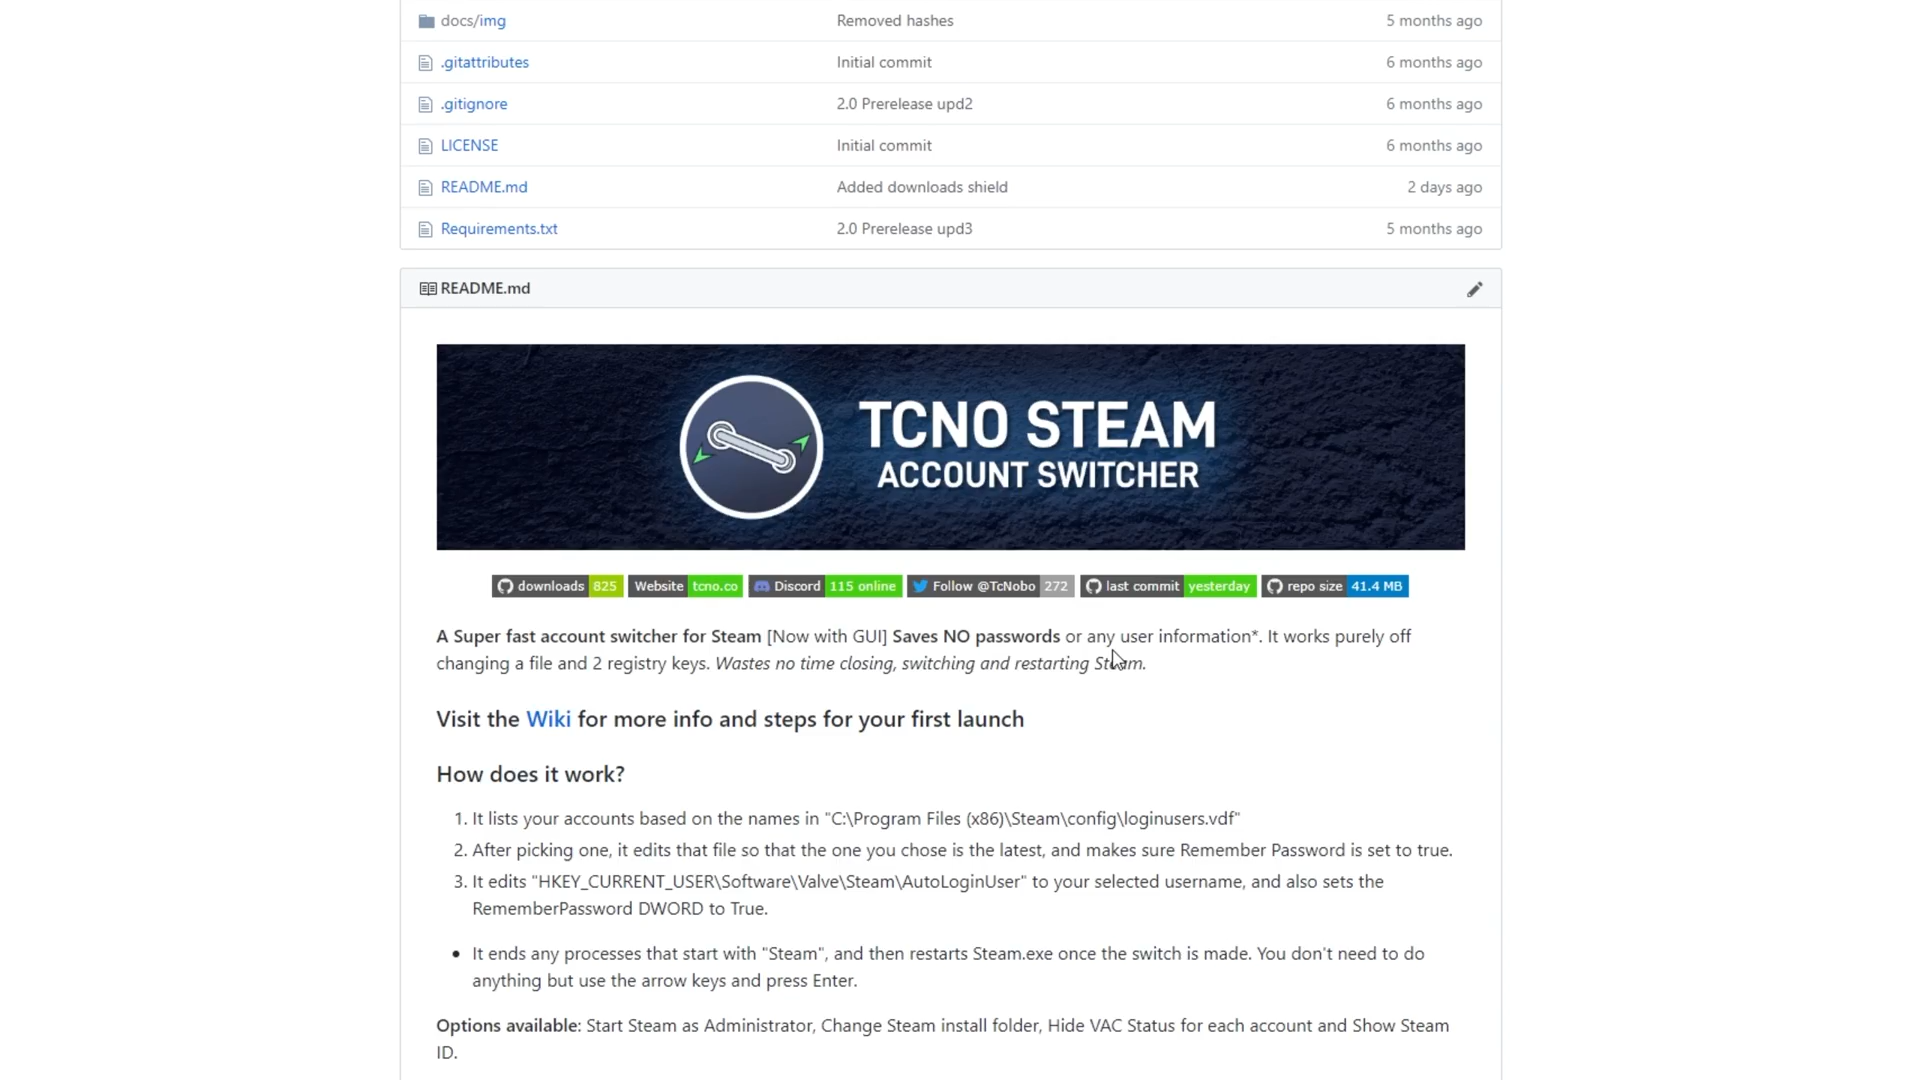 docs/img Removed hashes 5 months ago
.gitattributes Initial commit 6 months ago
.gitignore 2.0 Prerelease upd2 6 months ago
LICENSE Initial commit 6 months ago
README.md Added downloads shield 2 days ago
Requirements.txt 2.0 Prerelease upd3 5 months ago
README.md
TCNO STEAM
ACCOUNT SWITCHER
downloads 825 Website tcno.co Discord 115 online Follow @TcNobo 272 last commit yesterday repo size 41.4 MB
A Super fast account switcher for Steam [Now with GUI] Saves NO passwords or any user information*. It works purely off
changing a file and 2 registry keys. Wastes no time closing, switching and restarting Steam.
Visit the Wiki for more info and steps for your first launch
How does it work?
1. It lists your accounts based on the names in "C:\Program Files (x86)\Steam\config\loginusers.vdf"
2. After picking one, it edits that file so that the one you chose is the latest, and makes sure Remember Password is set to true.
3. It edits "HKEY_CURRENT_USER\Software\Valve\Steam\AutoLoginUser" to your selected username, and also sets the
RememberPassword DWORD to True.
• It ends any processes that start with "Steam", and then restarts Steam.exe once the switch is made. You don't need to do
anything but use the arrow keys and press Enter.
Options available: Start Steam as Administrator, Change Steam install folder, Hide VAC Status for each account and Show Steam
ID.